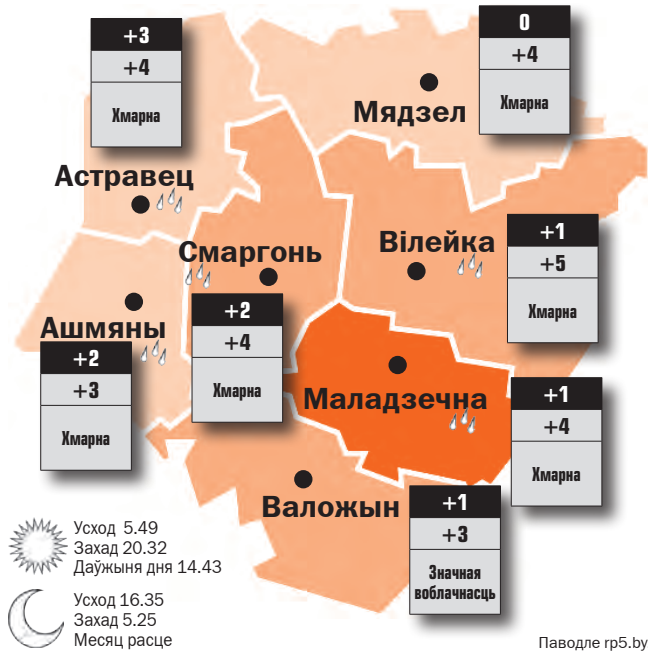 +3
+4
Хмарна
Астравец
0
+4
Хмарна
Мядзел
Смаргонь
+2
+4
Хмарна
Вілейка
+1
+5
Хмарна
Ашмяны
+2
+3
Хмарна
Маладзечна
+1
+4
Хмарна
Валожын
+1
+3
Значная
воблачнасць
Усход 5.49
Захад 20.32
Даўжыня дня 14.43
Усход 16.35
Захад 5.25
Месяц расце
Паводле rp5.by